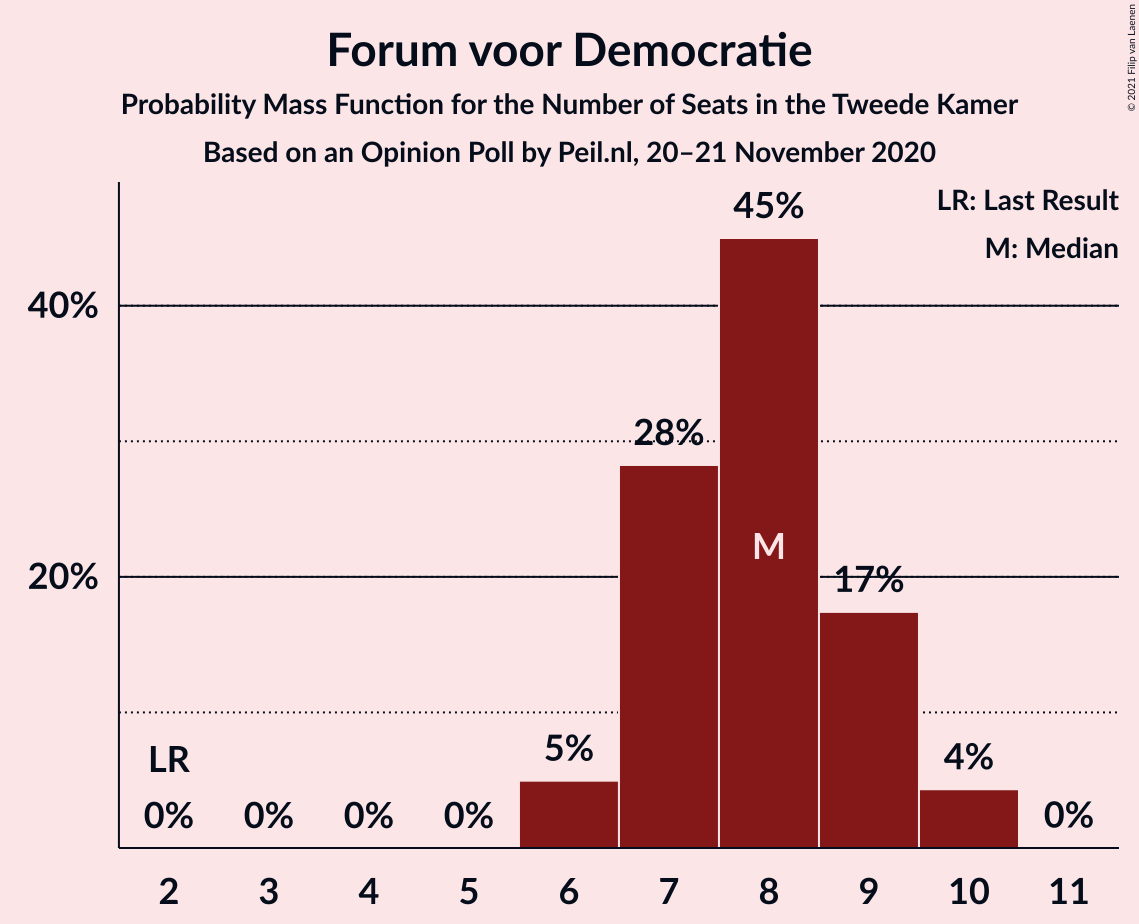 Forum voor Democratie
Probability Mass Function for the Number of Seats in the Tweede Kamer
Based on an Opinion Poll by Peil.nl, 20–21 November 2020
© 2021 Filip van Laenen
LR: Last Result
M: Median
40%
20%
LR
0%
0%
0%
0%
5%
28%
45%
M
17%
4%
0%
2 3 4 5 6 7 8 9 10 11